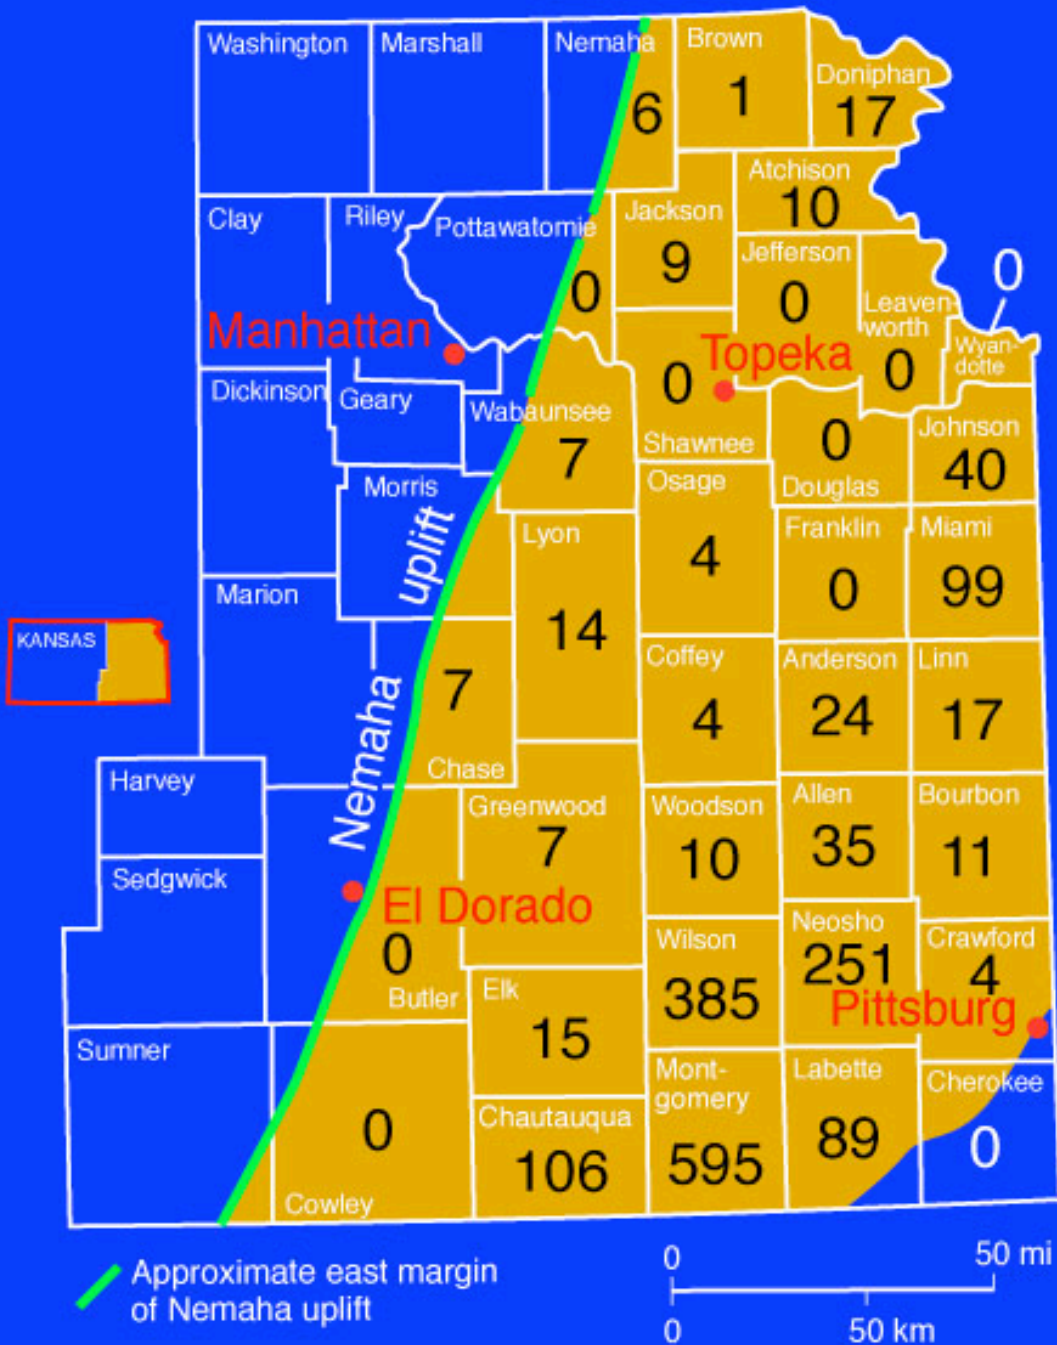 Washington
Marshall
Nemaha
6
Brown
1
Doniphan
17
Clay
Riley
Pottawatomie
0
Jackson
9
Atchison
10
Jefferson
0
Leaven-
worth
0
0
Wyan-
dotte
Manhattan
Topeka
0
Shawnee
Dickinson
Geary
Wabaunsee
7
0
Douglas
Johnson
40
Morris
uplift
Lyon
14
Osage
4
Franklin
0
Miami
99
KANSAS
Marion
Nemaha
7
Chase
Coffey
4
Anderson
24
Linn
17
Harvey
Greenwood
7
Woodson
10
Allen
35
Bourbon
11
Sedgwick
El Dorado
0
Butler
Elk
15
Wilson
385
Neosho
251
Crawford
4
Pittsburg
Sumner
0
Cowley
Chautauqua
106
Mont-
gomery
595
Labette
89
Cherokee
0
Approximate east margin
of Nemaha uplift
0 50 mi
0 50 km